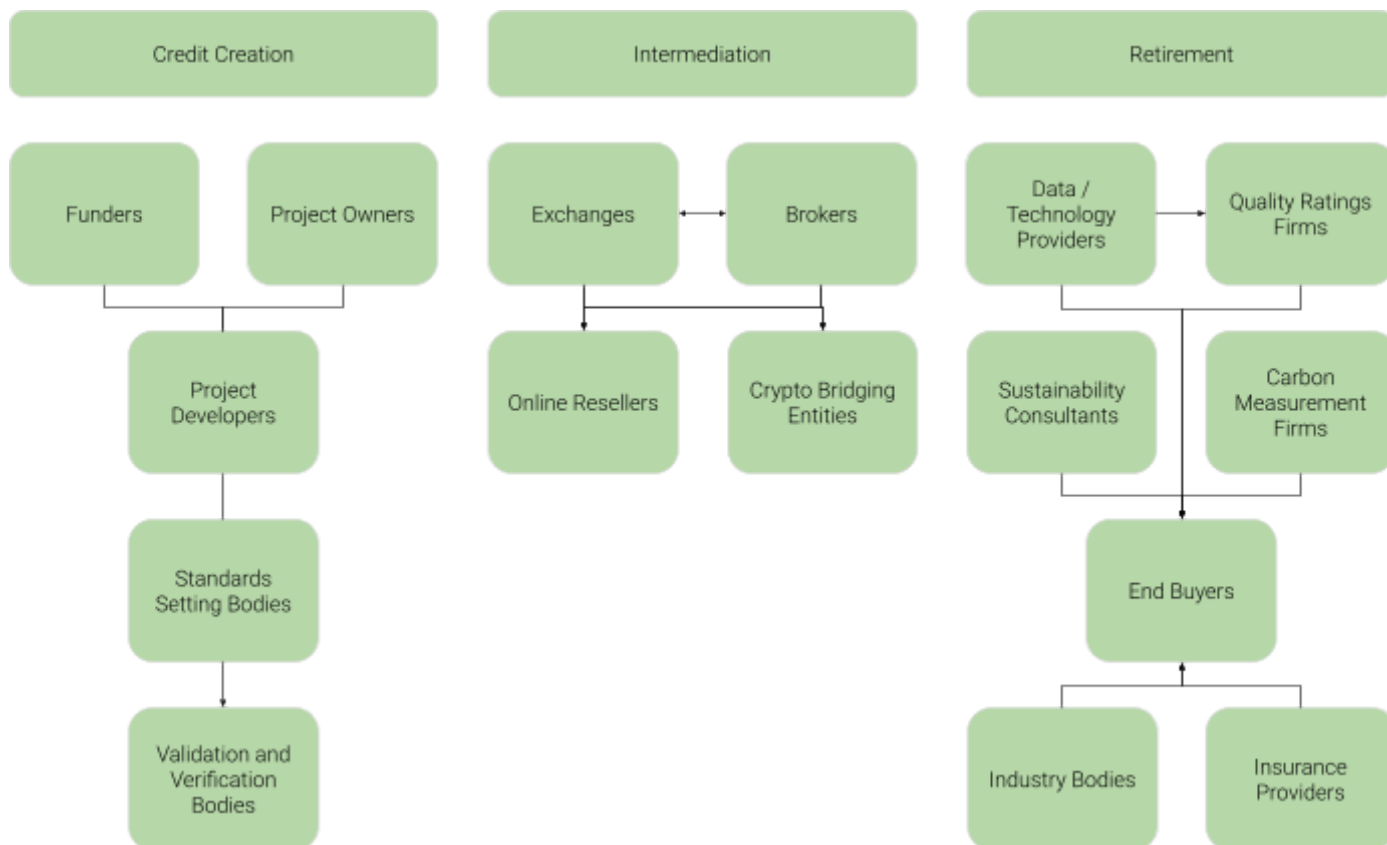 Credit Creation
Intermediation
Retirement
Funders
Project Owners
Exchanges
Brokers
Data /
Technology
Providers
Quality Ratings
Firms
Project
Developers
Online Resellers
Crypto Bridging
Entities
Sustainability
Consultants
Carbon
Measurement
Firms
Standards
Setting Bodies
End Buyers
Validation and
Verification
Bodies
Industry Bodies
Insurance
Providers